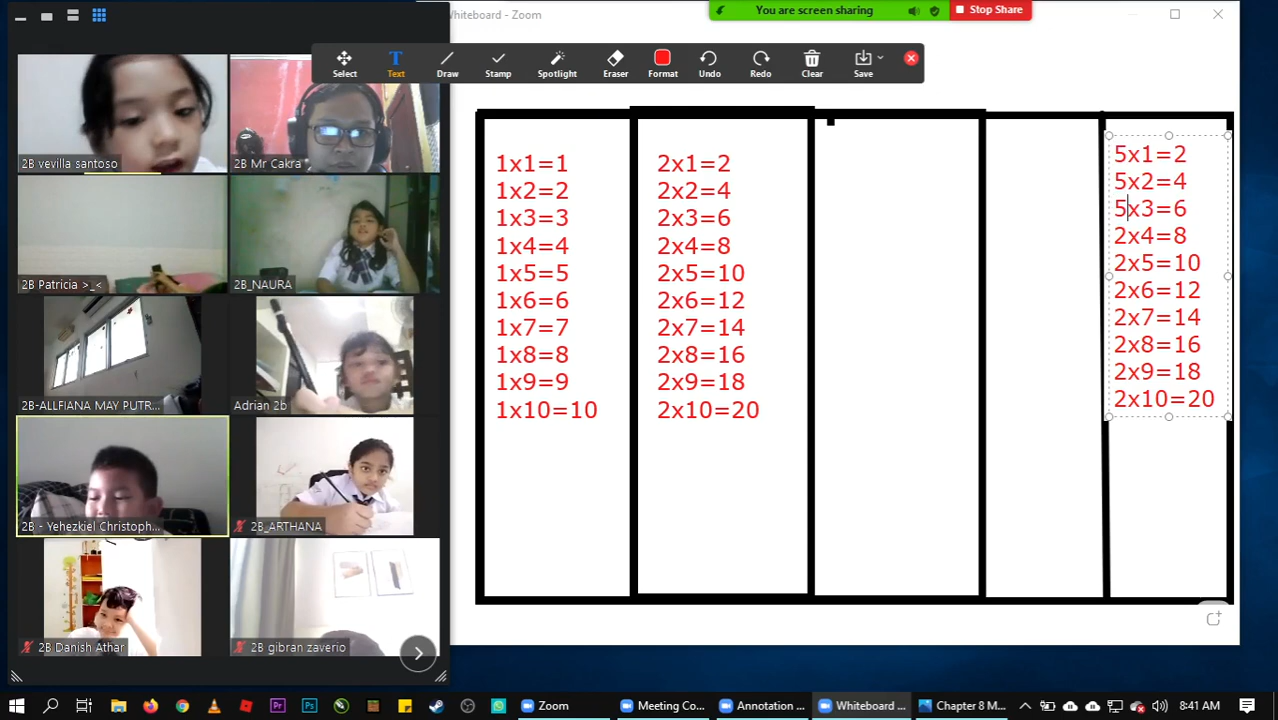 Whiteboard - Zoom
You are screen sharing
Stop Share
Select
Text
Draw
Stamp
Spotlight
Eraser
Format
Undo
Redo
Clear
Save
2B vevilla santoso
2B Mr Cakra
2B Patricia >_<
2B_NAURA
2B-ALLFIANA MAY PUTR...
Adrian 2b
2B - Yehezkiel Christoph...
2B_ARTHANA
2B Danish Athar
2B gibran zaverio
1x1=1
1x2=2
1x3=3
1x4=4
1x5=5
1x6=6
1x7=7
1x8=8
1x9=9
1x10=10
2x1=2
2x2=4
2x3=6
2x4=8
2x5=10
2x6=12
2x7=14
2x8=16
2x9=18
2x10=20
5x1=2
5x2=4
5x3=6
2x4=8
2x5=10
2x6=12
2x7=14
2x8=16
2x9=18
2x10=20
Zoom
Meeting Co...
Annotation ...
Whiteboard ...
Chapter 8 M...
8:41 AM